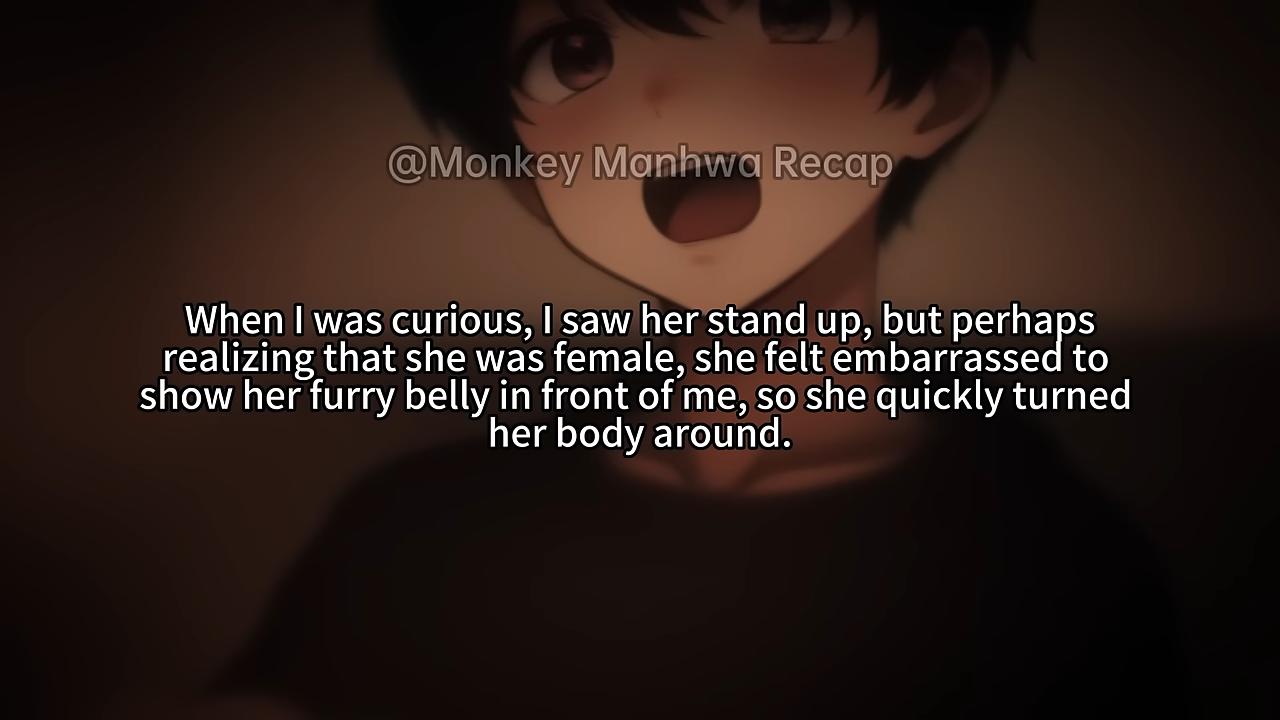 @Monkey Manhwa Recap
When I was curious, I saw her stand up, but perhaps
realizing that she was female, she felt embarrassed to
show her furry belly in front of me, so she quickly turned
her body around.